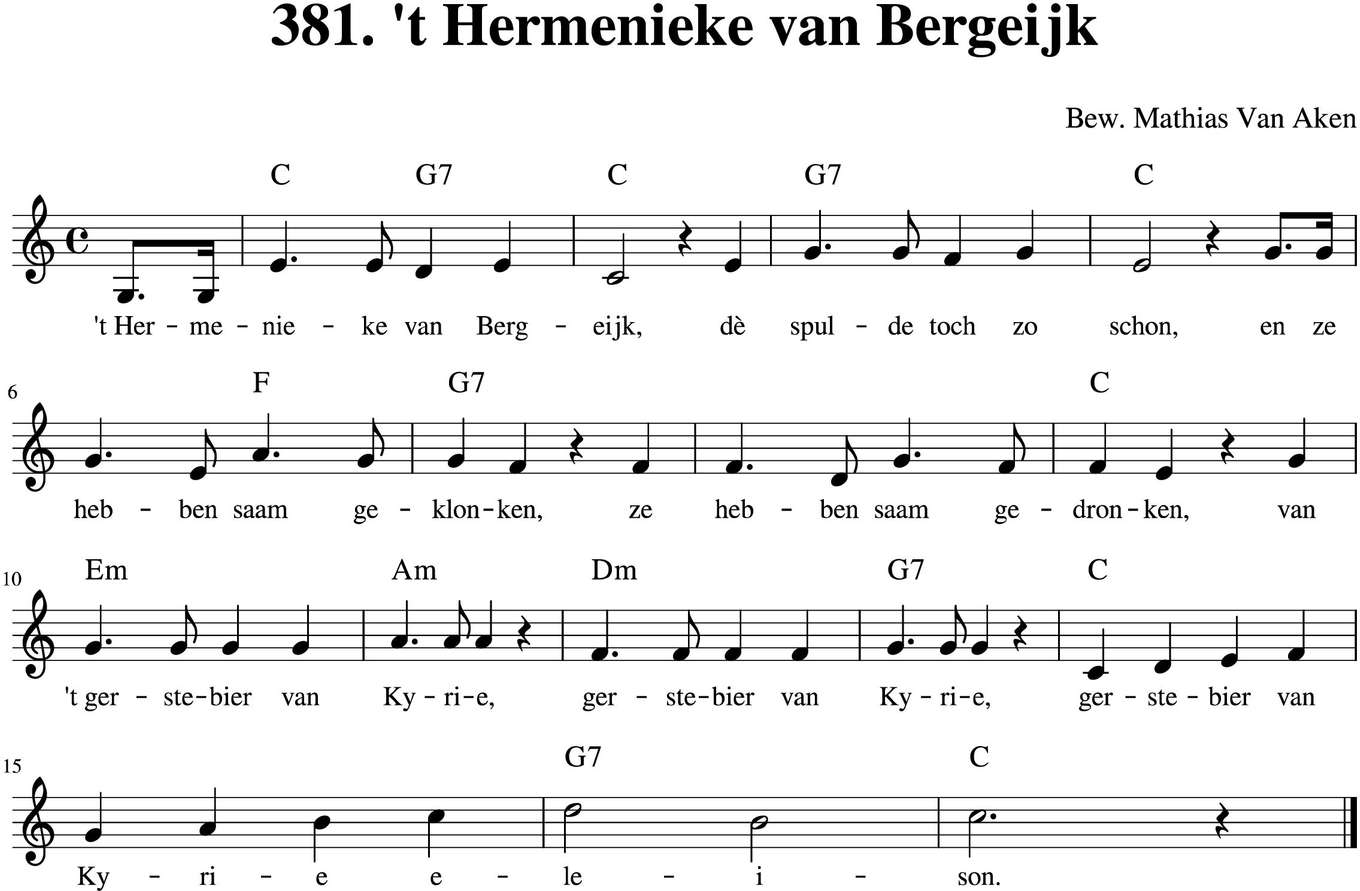 381. 't Hermenieke van Bergeijk
Bew. Mathias Van Aken
C G7 C G7 C
't Her – me – nie – ke van Berg – eijk, dè spul – de toch zo schon, en ze
6 F G7 C
heb – ben saam ge – klon – ken, ze heb – ben saam ge – dron – ken, van
10 Em Am Dm G7 C
't ger – ste – bier van Ky – ri – e, ger – ste – bier van Ky – ri – e, ger – ste – bier van
15 G7 C
Ky – ri – e e – le – i – son.